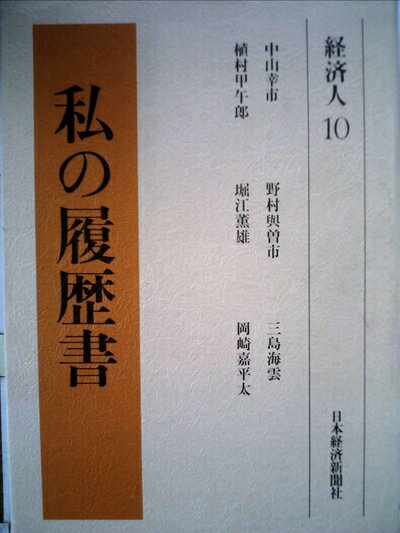 経済人 10
中山幸市
野村與曽市
三島海雲
植村甲午郎
堀江薫雄
岡崎嘉平太
私の履歴書
日本経済新聞社